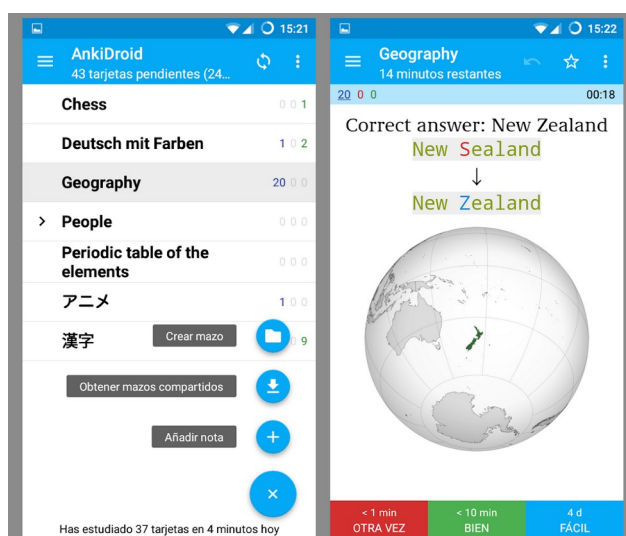 15:21
AnkiDroid
43 tarjetas pendientes (24...
Chess 0 0 1
Deutsch mit Farben 1 0 2
Geography 20 0 0
People 0 0 0
Periodic table of the
elements 0 0 0
アニメ 1 0 0
漢字 9
Crear mazo
Obtener mazos compartidos
Añadir nota
Has estudiado 37 tarjetas en 4 minutos hoy
15:22
Geography
14 minutos restantes
20 0 0 00:18
Correct answer: New Zealand
New Sealand
↓
New Zealand
< 1 min
OTRA VEZ
< 10 min
BIEN
4 d
FÁCIL